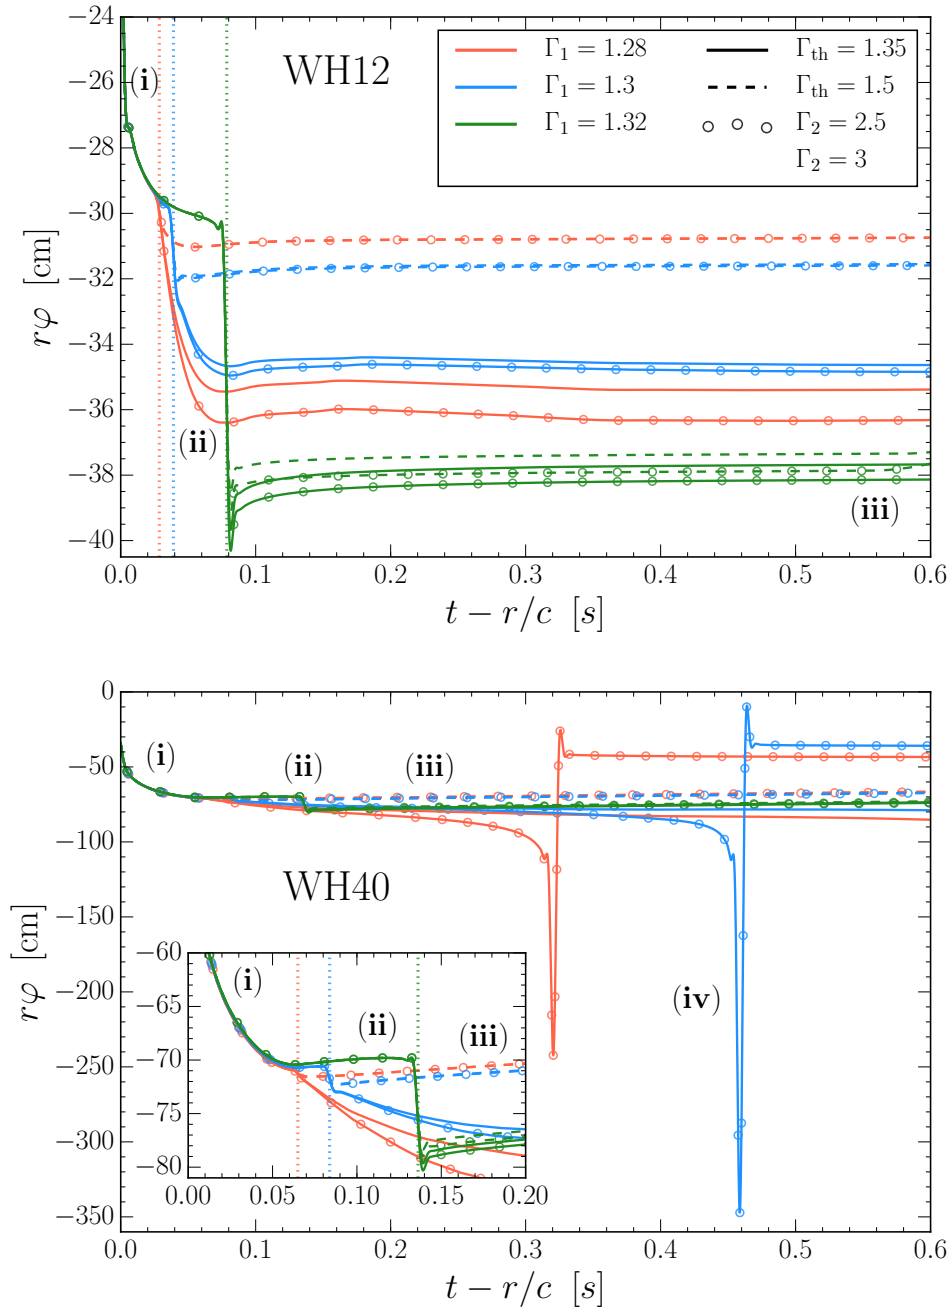 −24
−26
−28
−30
−32
−34
−36
−38
−40
rφ [cm]
(i)
WH12
Γ₁ = 1.28
Γ₁ = 1.3
Γ₁ = 1.32
Γth = 1.35
Γth = 1.5
Γ₂ = 2.5
Γ₂ = 3
(ii)
(iii)
0.0 0.1 0.2 0.3 0.4 0.5 0.6
t − r/c [s]
0
−50
−100
−150
−200
−250
−300
−350
rφ [cm]
(i)
(ii)
(iii)
WH40
(iv)
−60
−65
−70
−75
−80
(i)
(ii)
(iii)
0.00 0.05 0.10 0.15 0.20
0.0 0.1 0.2 0.3 0.4 0.5 0.6
t − r/c [s]